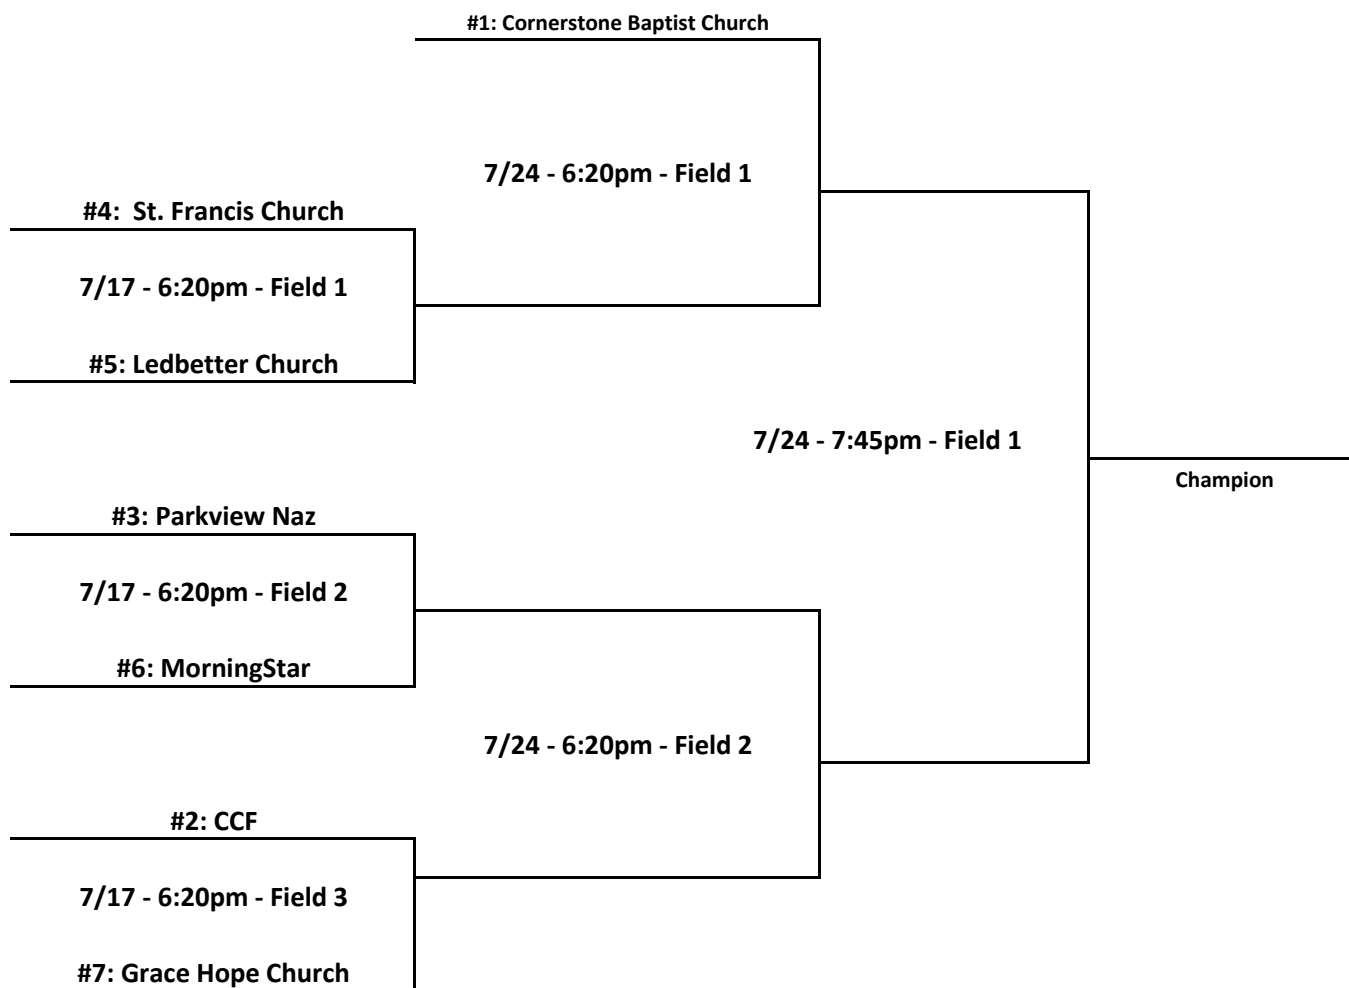 #1: Cornerstone Baptist Church
7/24 - 6:20pm - Field 1
#4:  St. Francis Church
7/17 - 6:20pm - Field 1
#5: Ledbetter Church
7/24 - 7:45pm - Field 1
Champion
#3: Parkview Naz
7/17 - 6:20pm - Field 2
#6: MorningStar
7/24 - 6:20pm - Field 2
#2: CCF
7/17 - 6:20pm - Field 3
#7: Grace Hope Church